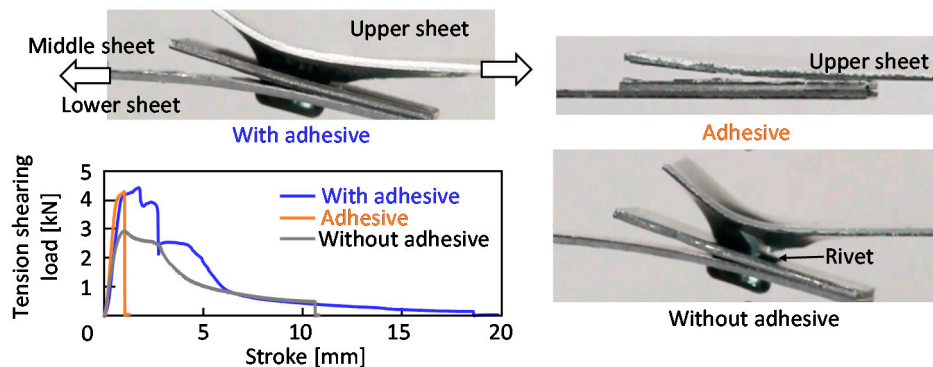 Middle sheet
Upper sheet
Lower sheet
With adhesive
Upper sheet
Adhesive
Tension shearing
load [kN]
5
4
3
2
1
0
5
10
15
20
Stroke [mm]
With adhesive
Adhesive
Without adhesive
Rivet
Without adhesive